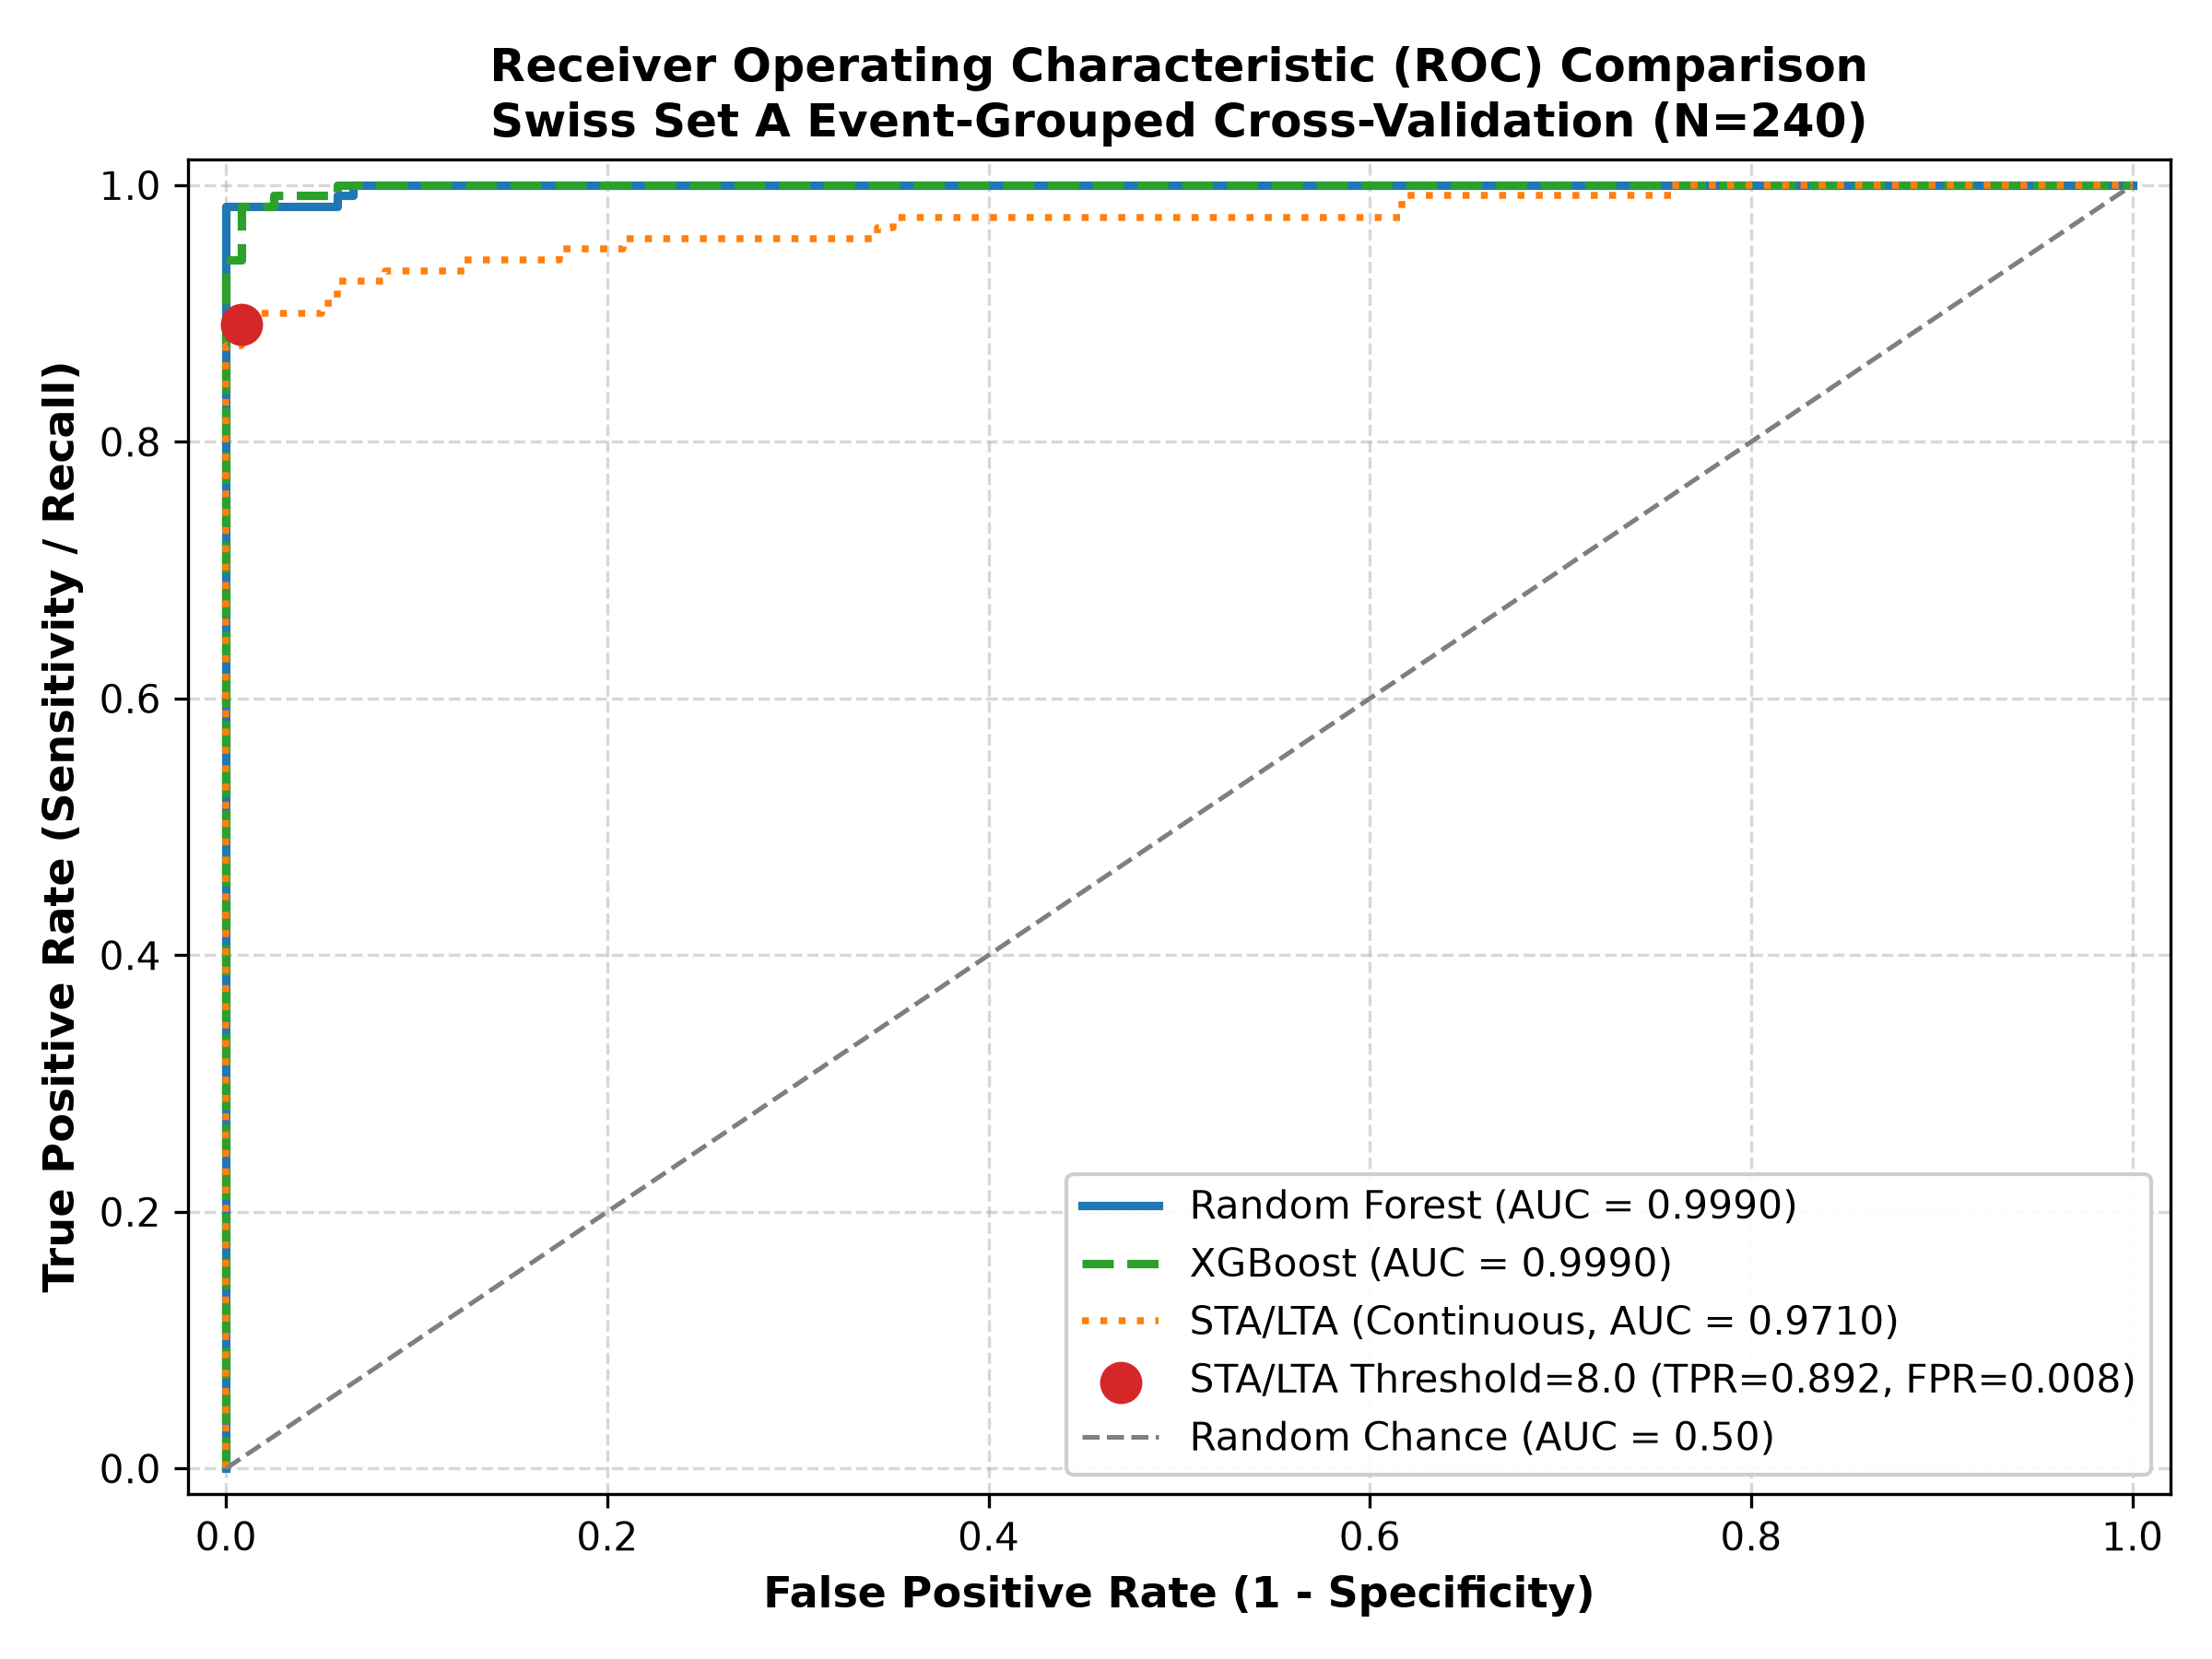 Receiver Operating Characteristic (ROC) Comparison
Swiss Set A Event-Grouped Cross-Validation (N=240)
True Positive Rate (Sensitivity / Recall)
1.0
0.8
0.6
0.4
0.2
0.0
Random Forest (AUC = 0.9990)
XGBoost (AUC = 0.9990)
STA/LTA (Continuous, AUC = 0.9710)
STA/LTA Threshold=8.0 (TPR=0.892, FPR=0.008)
Random Chance (AUC = 0.50)
0.0 0.2 0.4 0.6 0.8 1.0
False Positive Rate (1 - Specificity)